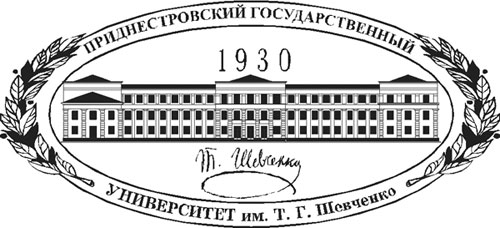 ПРИДНЕСТРОВСКИЙ ГОСУДАРСТВЕННЫЙ
1930
Т. Шевченко
УНИВЕРСИТЕТ им. Т. Г. Шевченко